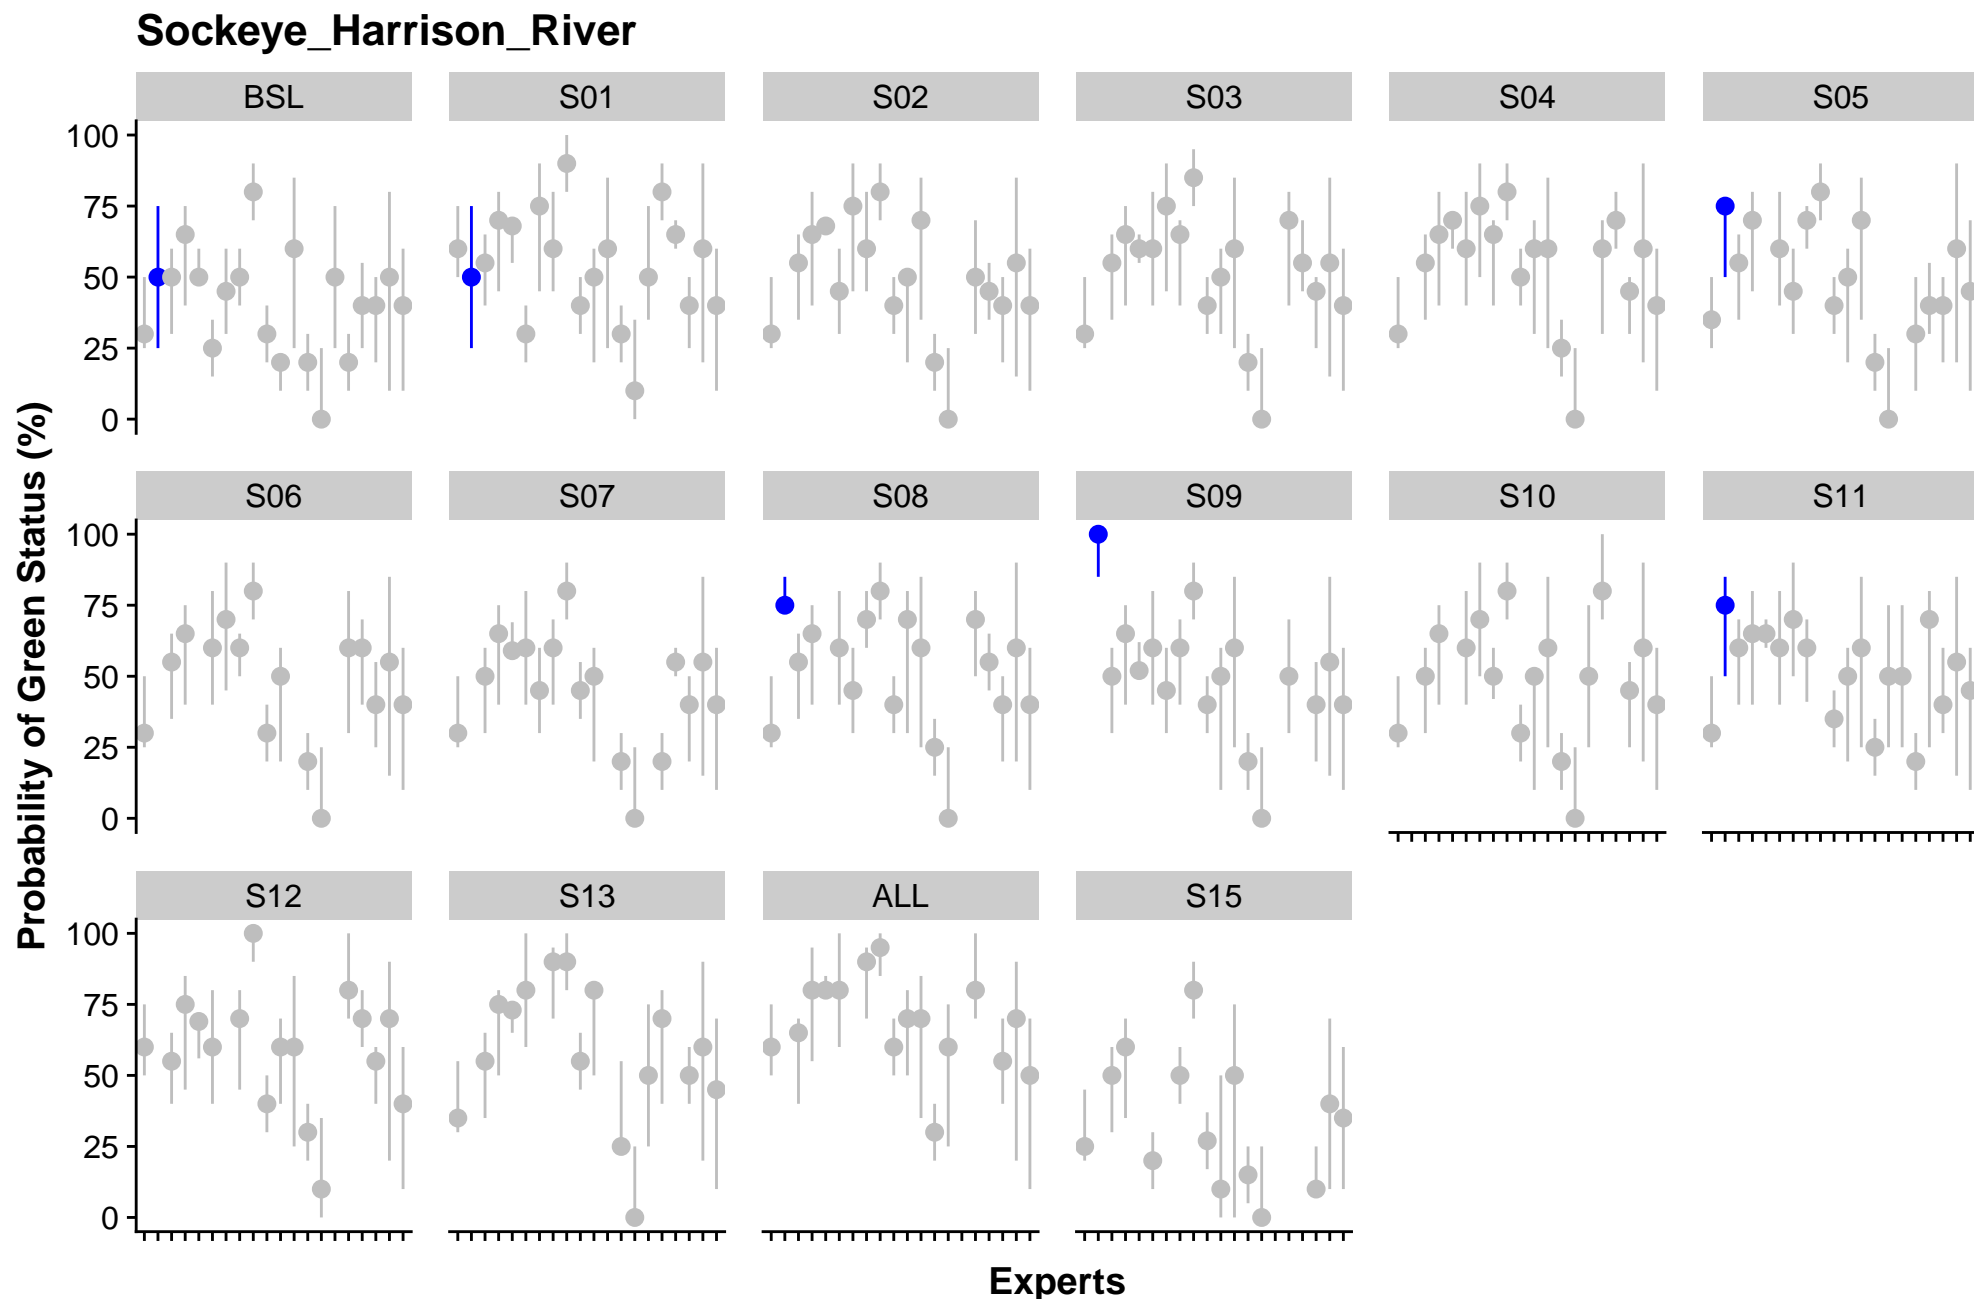 Sockeye_Harrison_River
BSL S01 S02 S03 S04 S05
100
75
50
25
0
S06 S07 S08 S09 S10 S11
100
75
50
25
0
S12 S13 ALL S15
100
75
50
25
0
Probability of Green Status (%)
Experts